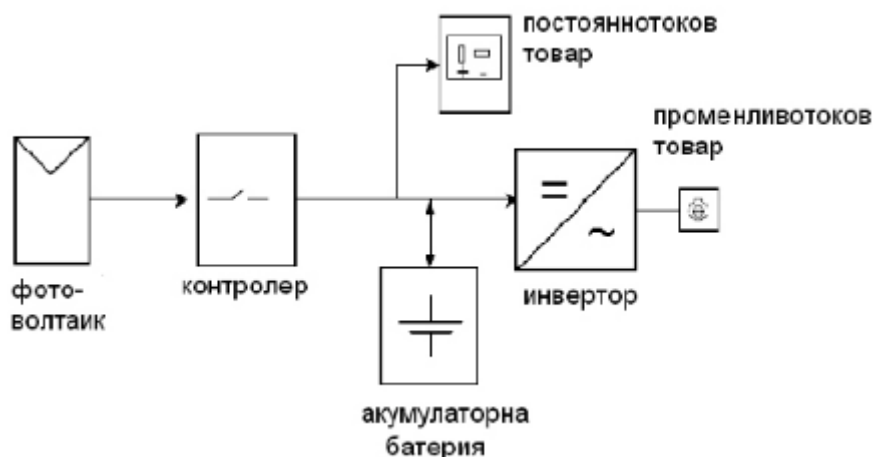 постояннотоков
товар
променливотоков
товар
фото-
волтаик
контролер
инвертор
акумулаторна
батерия